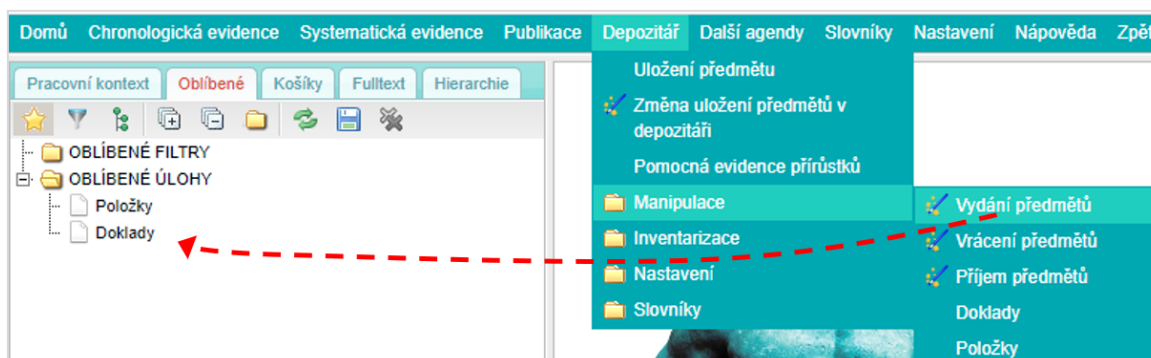 Domů Chronologická evidence Systematická evidence Publikace Depozitář Další agendy Slovníky Nastavení Nápověda Zpět
Pracovní kontext Oblíbené Košíky Fulltext Hierarchie
OBLÍBENÉ FILTRY
OBLÍBENÉ ÚLOHY
Položky
Doklady
Uložení předmětu
Změna uložení předmětů v
depozitáři
Pomocná evidence přírůstků
Manipulace
Inventarizace
Nastavení
Slovníky
Vydání předmětů
Vrácení předmětů
Příjem předmětů
Doklady
Položky